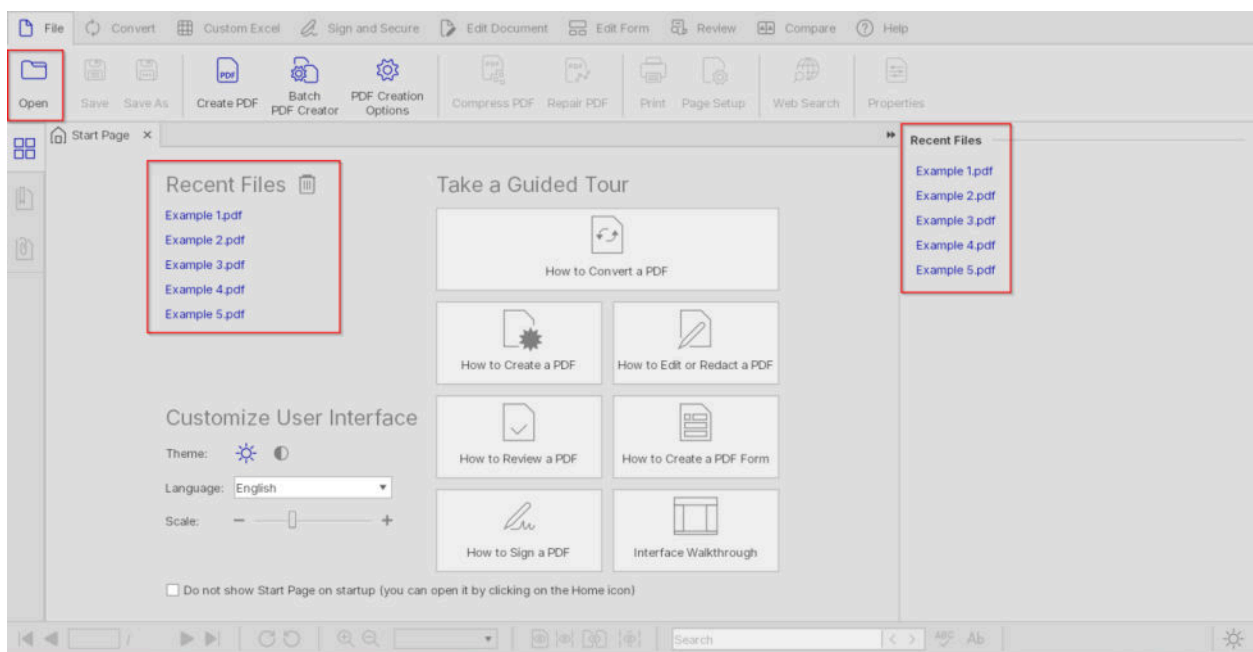 File Convert Custom Excel Sign and Secure Edit Document Edit Form Review Compare Help
Open Save Save As Create PDF Batch PDF Creator PDF Creation Options Compress PDF Repair PDF Print Page Setup Web Search Properties
Start Page
Recent Files
Example 1.pdf
Example 2.pdf
Example 3.pdf
Example 4.pdf
Example 5.pdf
Take a Guided Tour
How to Convert a PDF
How to Create a PDF
How to Edit or Redact a PDF
How to Review a PDF
How to Create a PDF Form
How to Sign a PDF
Interface Walkthrough
Customize User Interface
Theme:
Language: English
Scale:
Do not show Start Page on startup (you can open it by clicking on the Home icon)
Recent Files
Example 1.pdf
Example 2.pdf
Example 3.pdf
Example 4.pdf
Example 5.pdf
/ Search ABC Ab